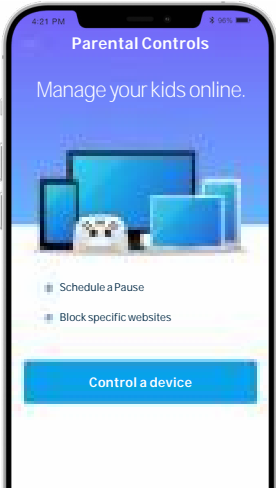 4:21 PM
96%
Parental Controls
Manage your kids online.
Schedule a Pause
Block specific websites
Control a device